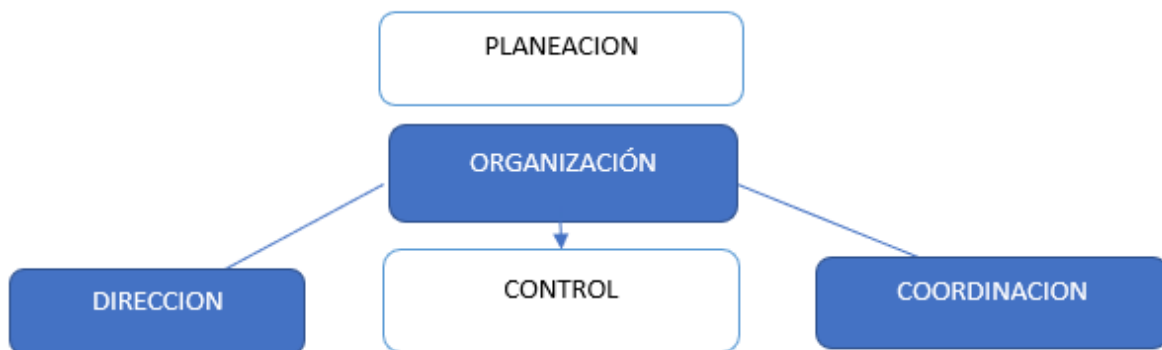 PLANEACION
ORGANIZACIÓN
DIRECCION
CONTROL
COORDINACION